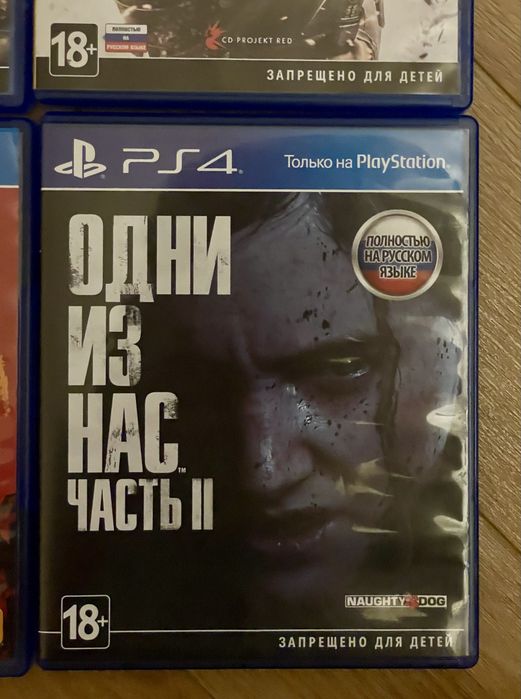 18+
ПОЛНОСТЬЮ
НА
РУССКОМ ЯЗЫКЕ
CD PROJEKT RED
ЗАПРЕЩЕНО ДЛЯ ДЕТЕЙ
PS4
Только на PlayStation
ОДНИ
ИЗ
НАС™
ЧАСТЬ II
ПОЛНОСТЬЮ
НА РУССКОМ
ЯЗЫКЕ
NAUGHTY DOG
18+
ЗАПРЕЩЕНО ДЛЯ ДЕТЕЙ